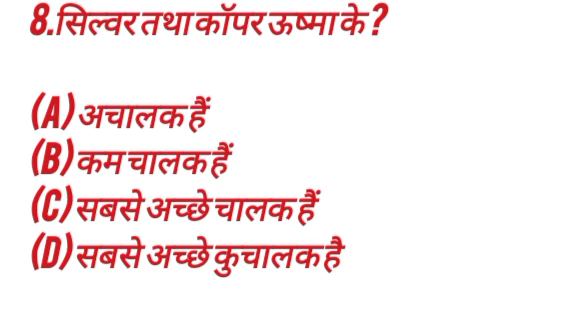 8.सिल्वर तथा कॉपर ऊष्मा के ?
(A) अचालक हैं
(B) कम चालक हैं
(C) सबसे अच्छे चालक हैं
(D) सबसे अच्छे कुचालक है